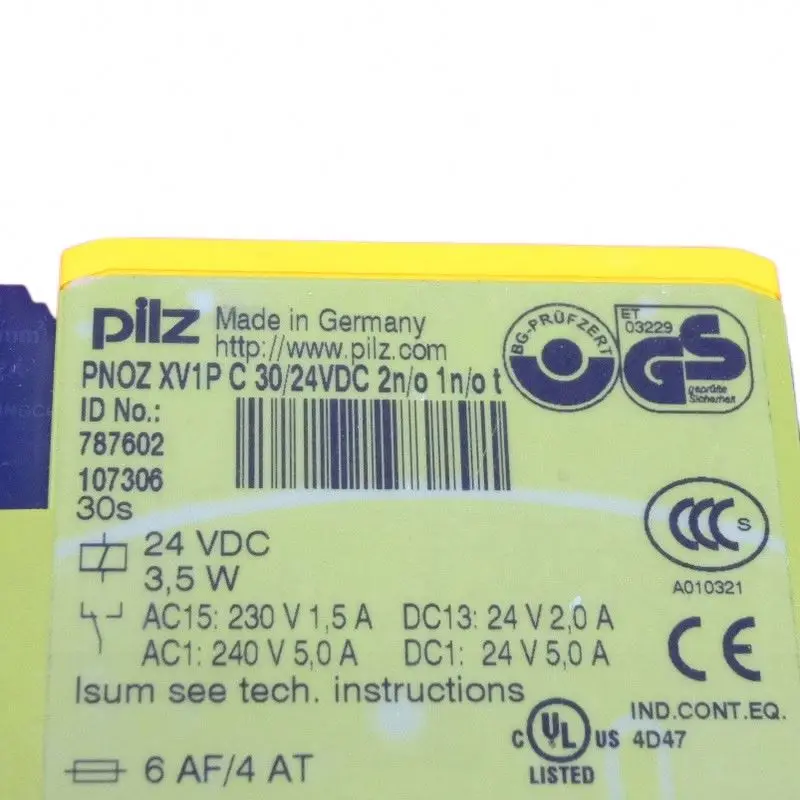 pilz Made in Germany
http://www.pilz.com
PNOZ XV1P C 30/24VDC 2n/o 1n/o t
ID No.:
787602
107306
30s
24 VDC
3,5 W
AC15: 230 V 1,5 A DC13: 24 V 2,0 A
AC1: 240 V 5,0 A DC1: 24 V 5,0 A
Isum see tech. instructions
6 AF/4 AT
BG-PRÜFZERT
ET
03229
GS
geprüfte
Sicherheit
CCC S
A010321
CE
IND.CONT.EQ.
C UL US 4D47
LISTED